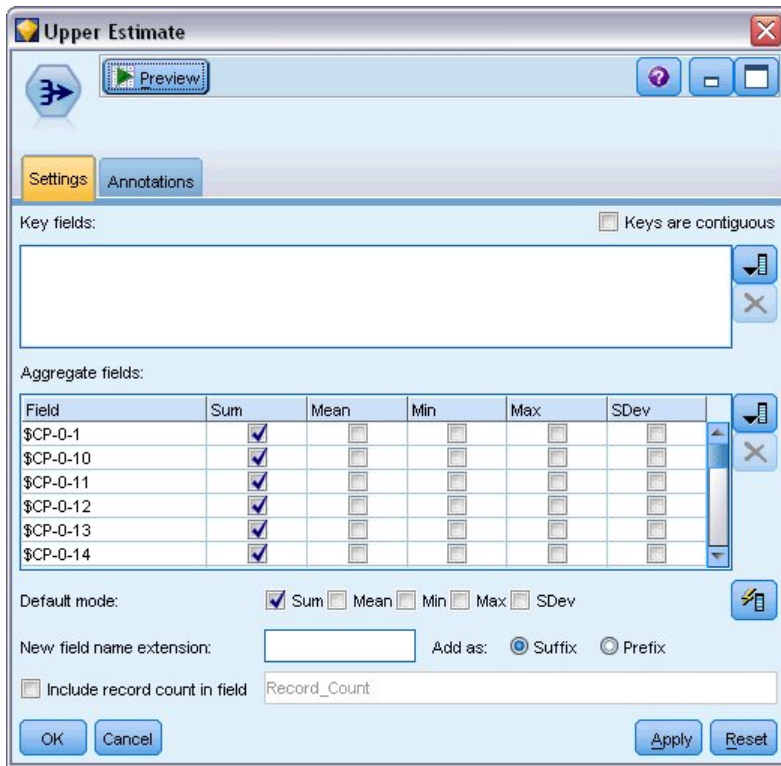 Upper Estimate
Preview
Settings Annotations
Key fields: Keys are contiguous
Aggregate fields:
Field Sum Mean Min Max SDev
$CP-0-1
$CP-0-10
$CP-0-11
$CP-0-12
$CP-0-13
$CP-0-14
Default mode: Sum Mean Min Max SDev
New field name extension: Add as: Suffix Prefix
Include record count in field Record_Count
OK Cancel Apply Reset